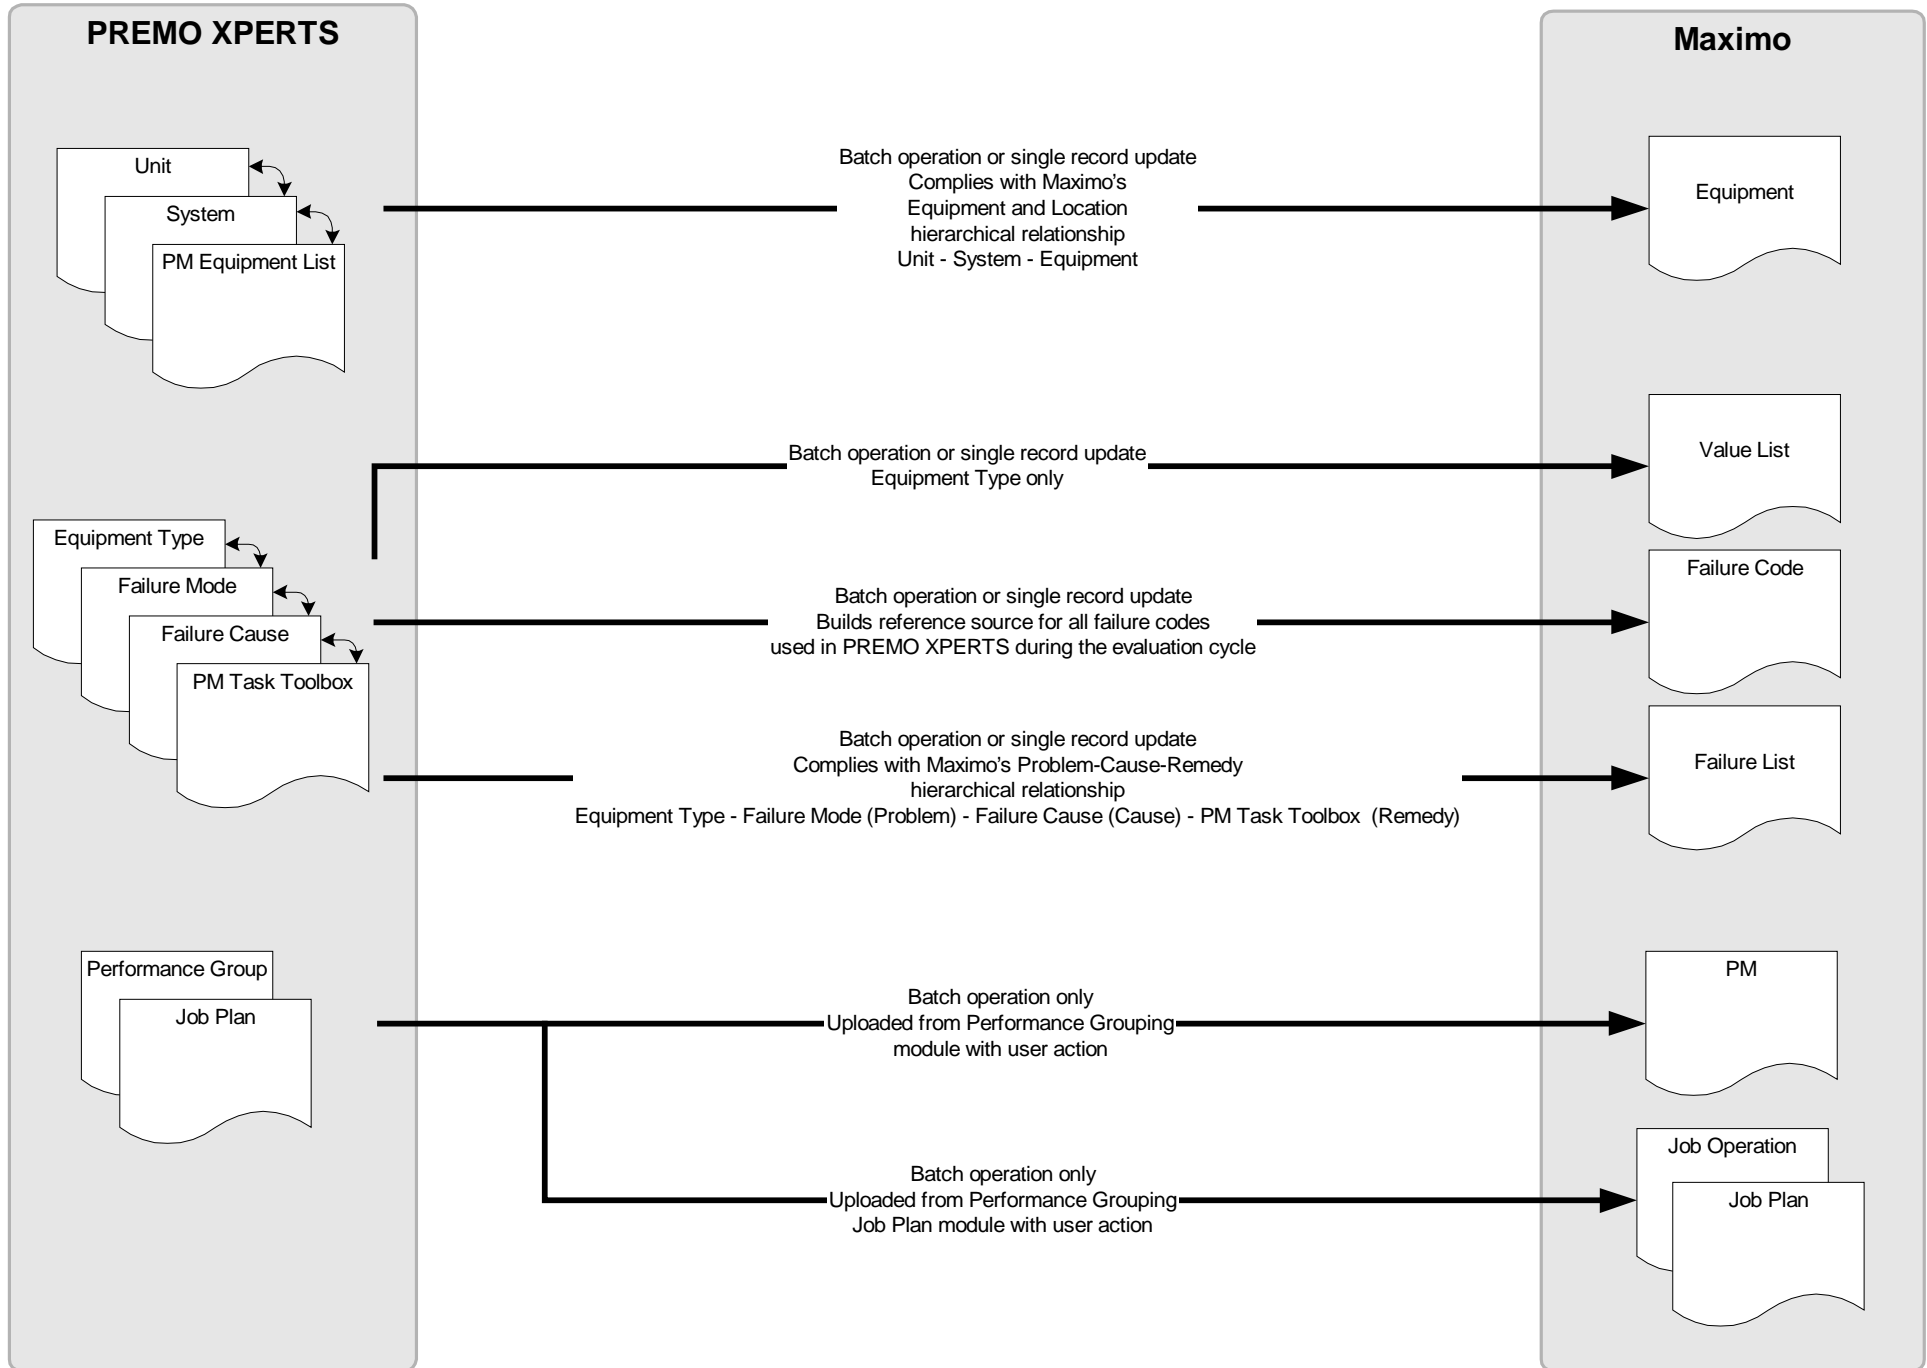 PREMO XPERTS
Maximo
Unit
System
PM Equipment List
Batch operation or single record update
Complies with Maximo's
Equipment and Location
hierarchical relationship
Unit - System - Equipment
Equipment
Batch operation or single record update
Equipment Type only
Value List
Equipment Type
Failure Mode
Failure Cause
PM Task Toolbox
Batch operation or single record update
Builds reference source for all failure codes
used in PREMO XPERTS during the evaluation cycle
Failure Code
Batch operation or single record update
Complies with Maximo's Problem-Cause-Remedy
hierarchical relationship
Equipment Type - Failure Mode (Problem) - Failure Cause (Cause) - PM Task Toolbox (Remedy)
Failure List
Performance Group
Job Plan
Batch operation only
Uploaded from Performance Grouping
module with user action
PM
Batch operation only
Uploaded from Performance Grouping
Job Plan module with user action
Job Operation
Job Plan